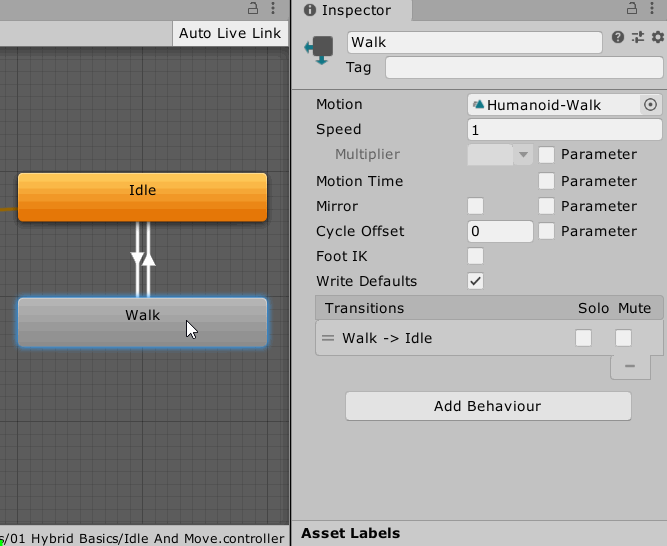 Auto Live Link
Idle
Walk
s/01 Hybrid Basics/Idle And Move.controller
Inspector
Walk
Tag
Motion Humanoid-Walk
Speed 1
Multiplier Parameter
Motion Time Parameter
Mirror Parameter
Cycle Offset 0 Parameter
Foot IK
Write Defaults
Transitions Solo Mute
Walk -> Idle
Add Behaviour
Asset Labels